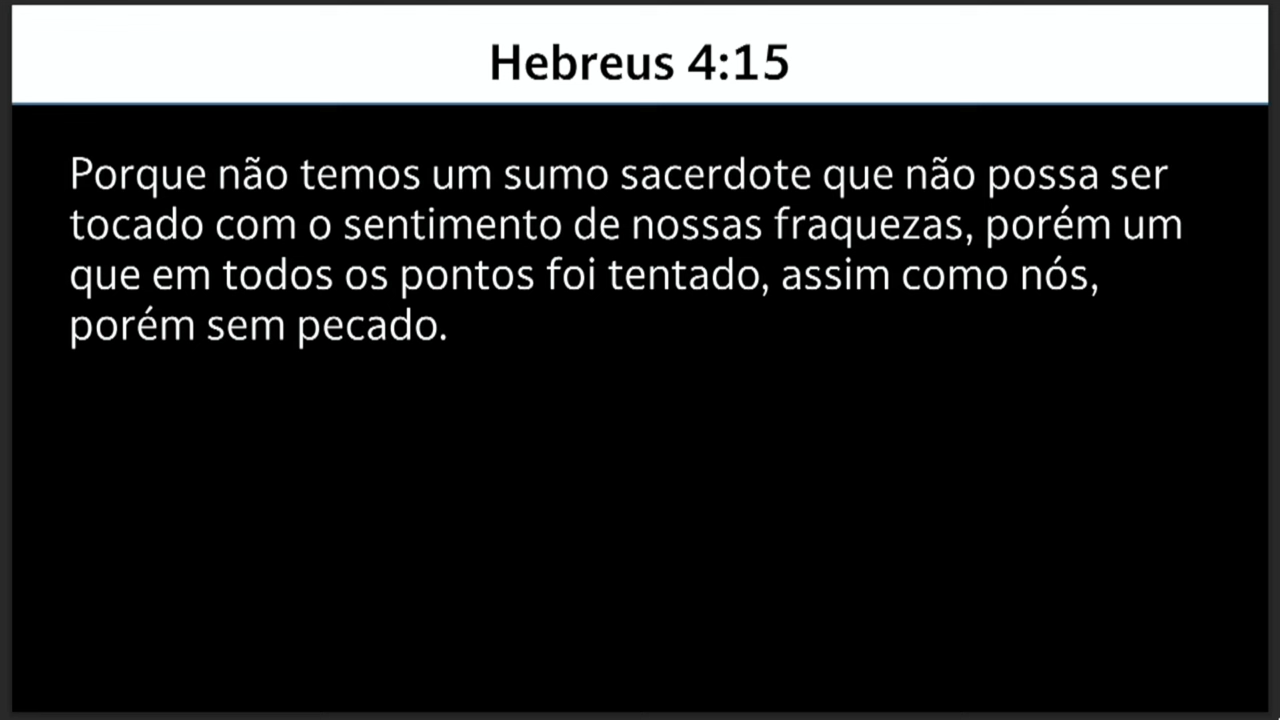 Hebreus 4:15
Porque não temos um sumo sacerdote que não possa ser
tocado com o sentimento de nossas fraquezas, porém um
que em todos os pontos foi tentado, assim como nós,
porém sem pecado.